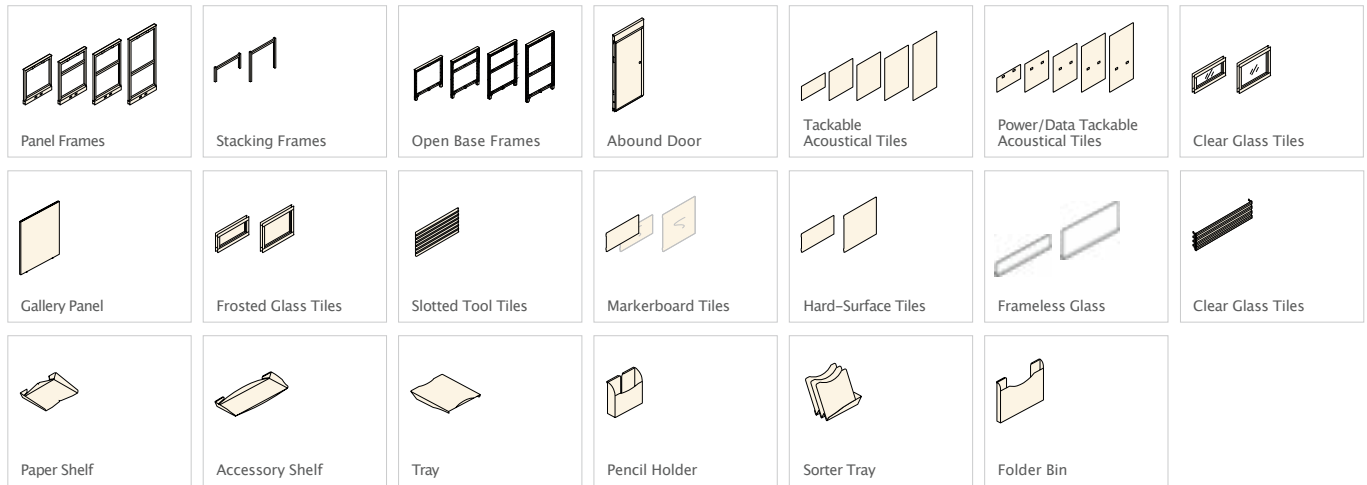 Panel Frames
Stacking Frames
Open Base Frames
Abound Door
Tackable
Acoustical Tiles
Power/Data Tackable
Acoustical Tiles
Clear Glass Tiles
Gallery Panel
Frosted Glass Tiles
Slotted Tool Tiles
Markerboard Tiles
Hard-Surface Tiles
Frameless Glass
Clear Glass Tiles
Paper Shelf
Accessory Shelf
Tray
Pencil Holder
Sorter Tray
Folder Bin